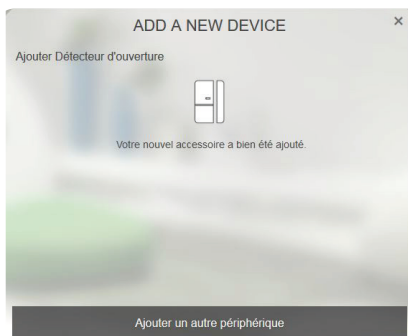 ADD A NEW DEVICE
×
Ajouter Détecteur d'ouverture
Votre nouvel accessoire a bien été ajouté.
Ajouter un autre périphérique